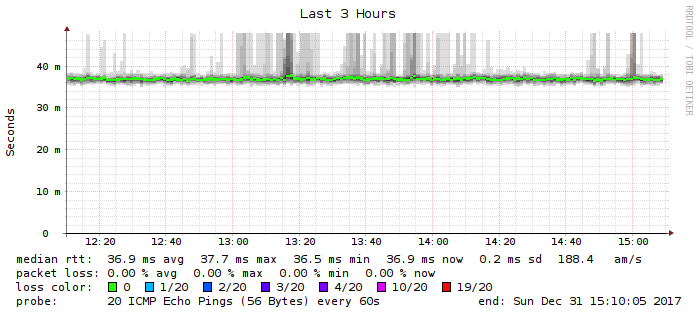 Last 3 Hours
RRDTOOL / TOBI OETIKER
Seconds
40 m
30 m
20 m
10 m
0
12:20 12:40 13:00 13:20 13:40 14:00 14:20 14:40 15:00
median rtt: 36.9 ms avg 37.7 ms max 36.5 ms min 36.9 ms now 0.2 ms sd 188.4 am/s
packet loss: 0.00 % avg 0.00 % max 0.00 % min 0.00 % now
loss color: 0 1/20 2/20 3/20 4/20 10/20 19/20
probe: 20 ICMP Echo Pings (56 Bytes) every 60s end: Sun Dec 31 15:10:05 2017